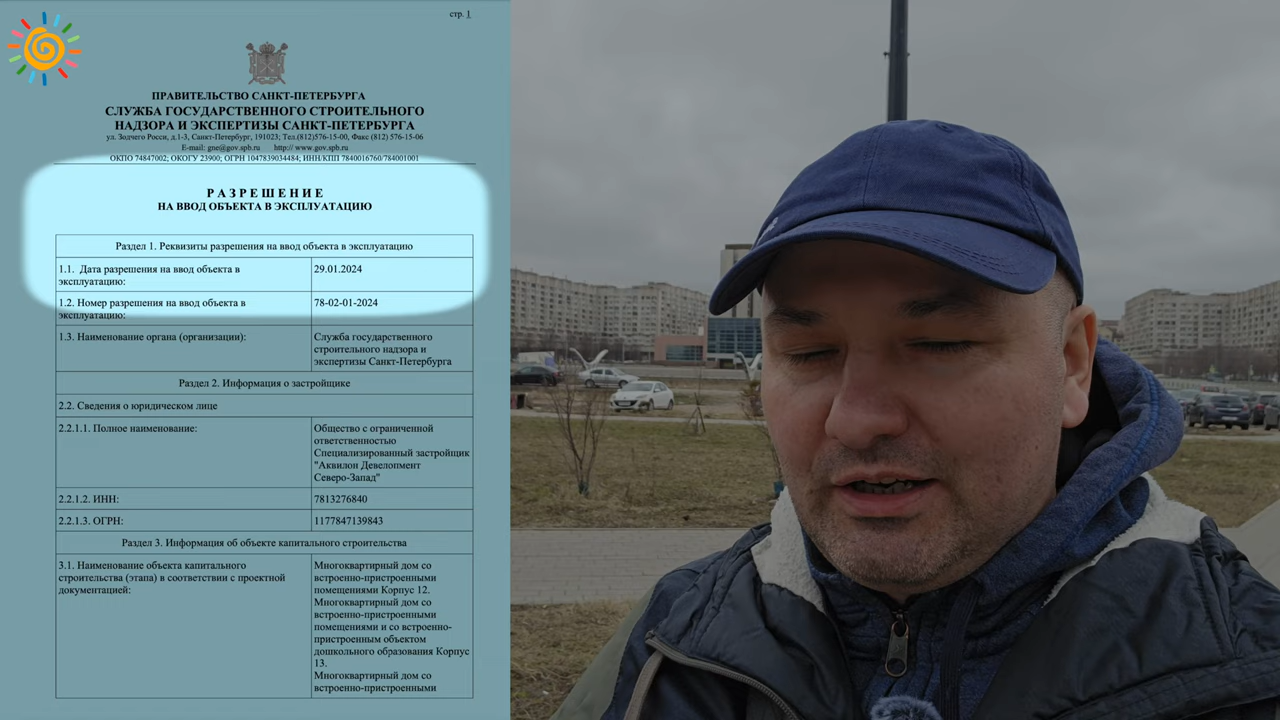 стр. 1
ПРАВИТЕЛЬСТВО САНКТ-ПЕТЕРБУРГА
СЛУЖБА ГОСУДАРСТВЕННОГО СТРОИТЕЛЬНОГО
НАДЗОРА И ЭКСПЕРТИЗЫ САНКТ-ПЕТЕРБУРГА
ул. Зодчего Росси, д.1-3, Санкт-Петербург, 191023; Тел.(812)576-15-00, Факс (812) 576-15-06
E-mail: gne@gov.spb.ru http:// www.gov.spb.ru
ОКПО 74847002; ОКОГУ 23900; ОГРН 1047839034484; ИНН/КПП 7840016760/784001001
Р А З Р Е Ш Е Н И Е
НА ВВОД ОБЪЕКТА В ЭКСПЛУАТАЦИЮ
Раздел 1. Реквизиты разрешения на ввод объекта в эксплуатацию
1.1. Дата разрешения на ввод объекта в
эксплуатацию:
29.01.2024
1.2. Номер разрешения на ввод объекта в
эксплуатацию:
78-02-01-2024
1.3. Наименование органа (организации):
Служба государственного
строительного надзора и
экспертизы Санкт-Петербурга
Раздел 2. Информация о застройщике
2.2. Сведения о юридическом лице
2.2.1.1. Полное наименование:
Общество с ограниченной
ответственностью
Специализированный застройщик
"Аквилон Девелопмент
Северо-Запад"
2.2.1.2. ИНН:
7813276840
2.2.1.3. ОГРН:
1177847139843
Раздел 3. Информация об объекте капитального строительства
3.1. Наименование объекта капитального
строительства (этапа) в соответствии с проектной
документацией:
Многоквартирный дом со
встроенно-пристроенными
помещениями Корпус 12.
Многоквартирный дом со
встроенно-пристроенными
помещениями и со встроенно-
пристроенным объектом
дошкольного образования Корпус
13.
Многоквартирный дом со
встроенно-пристроенными